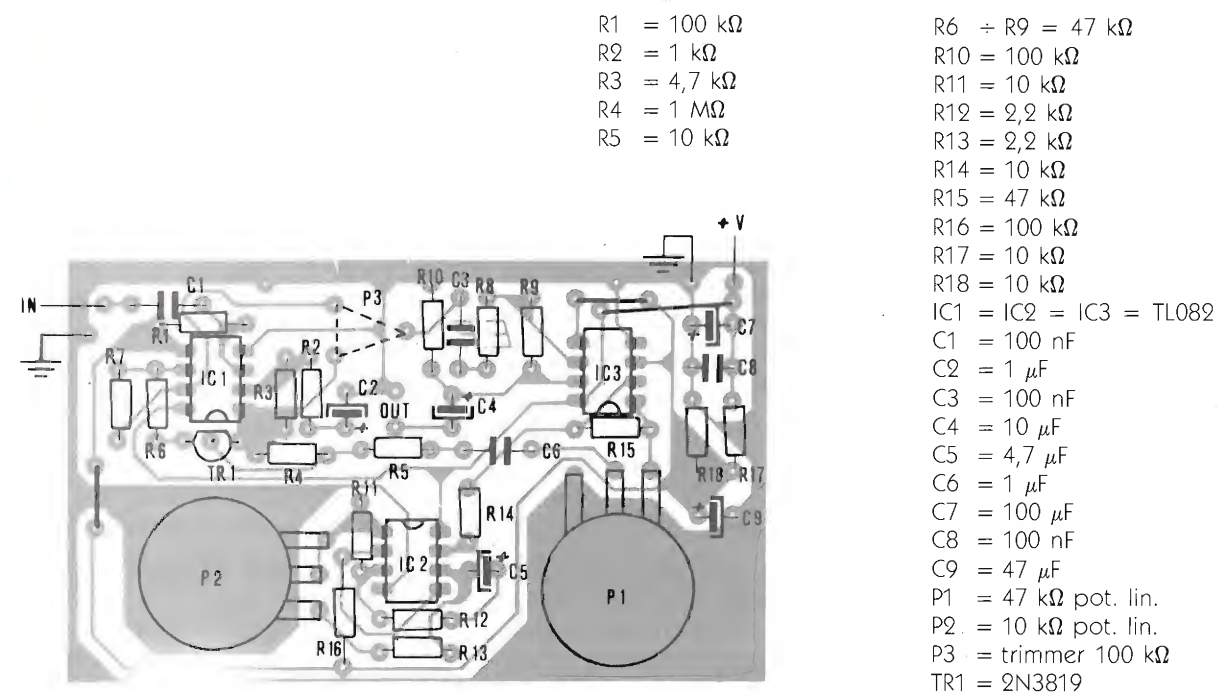 R1 = 100 kΩ
R2 = 1 kΩ
R3 = 4,7 kΩ
R4 = 1 MΩ
R5 = 10 kΩ
R6 ÷ R9 = 47 kΩ
R10 = 100 kΩ
R11 = 10 kΩ
R12 = 2,2 kΩ
R13 = 2,2 kΩ
R14 = 10 kΩ
R15 = 47 kΩ
R16 = 100 kΩ
R17 = 10 kΩ
R18 = 10 kΩ
IC1 = IC2 = IC3 = TL082
C1 = 100 nF
C2 = 1 μF
C3 = 100 nF
C4 = 10 μF
C5 = 4,7 μF
C6 = 1 μF
C7 = 100 μF
C8 = 100 nF
C9 = 47 μF
P1 = 47 kΩ pot. lin.
P2 = 10 kΩ pot. lin.
P3 = trimmer 100 kΩ
TR1 = 2N3819
+ V
IN
C1
P3
R10
C3
R8
R9
R1
C7
R7
R2
IC1
R3
C2
IC3
C8
OUT
C4
+
R6
TR1
R4
R5
C6
R15
R18
R17
R11
R14
C9
IC2
C5
P2
P1
R12
R16
R13